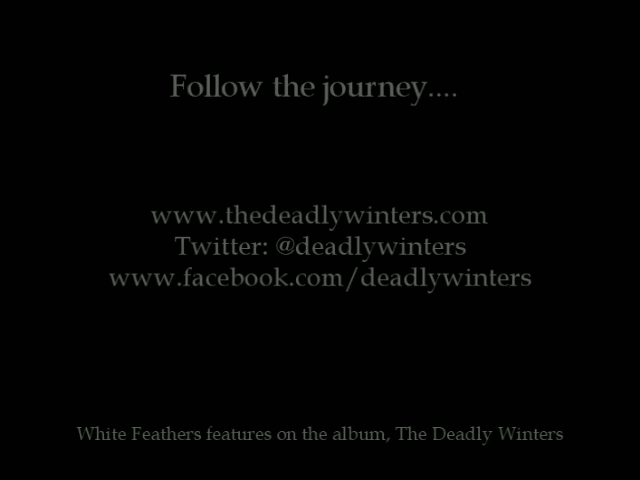 Follow the journey....
www.thedeadlywinters.com
Twitter: @deadlywinters
www.facebook.com/deadlywinters
White Feathers features on the album, The Deadly Winters